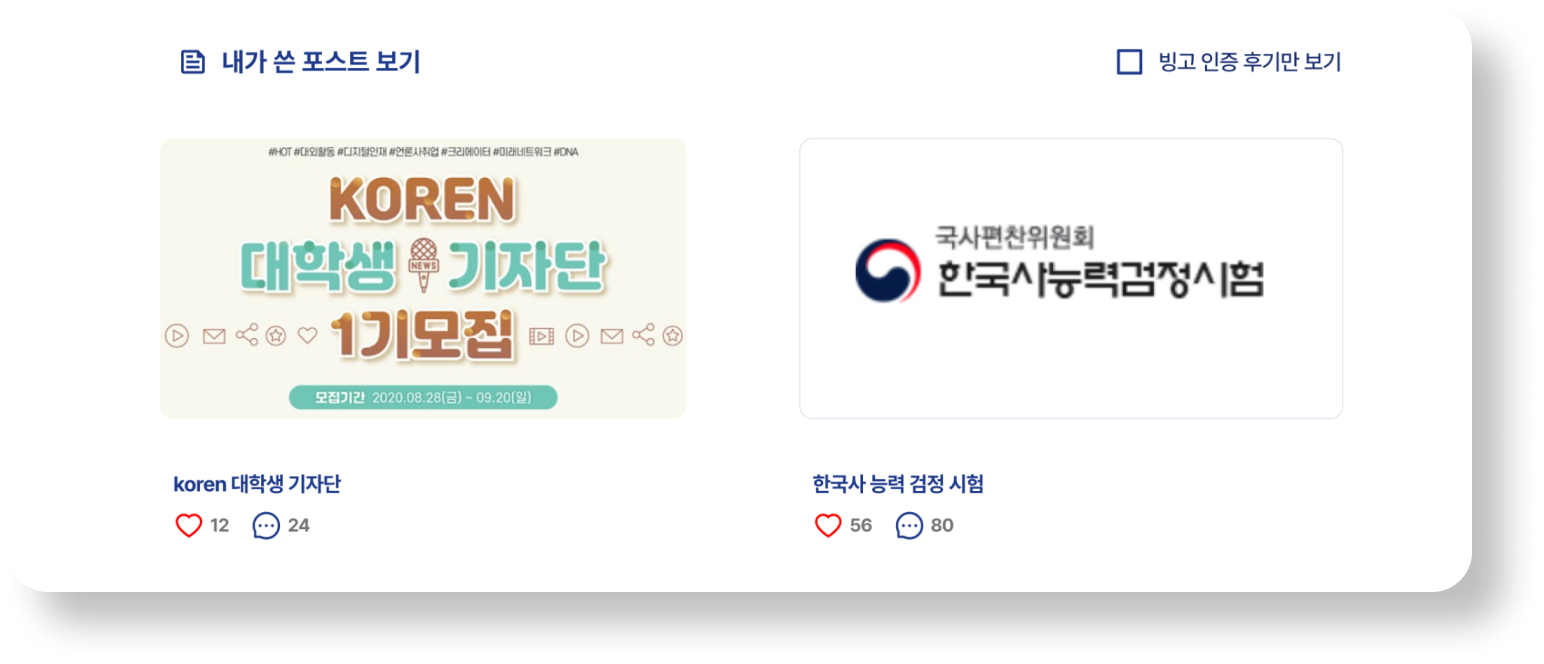 내가 쓴 포스트 보기
빙고 인증 후기만 보기
#HOT #대외활동 #디지털인재 #언론사취업 #크리에이터 #미래네트워크 #DNA
KOREN
대학생 NEWS 기자단
1기모집
모집기간 2020.08.28(금) ~ 09.20(일)
국사편찬위원회
한국사능력검정시험
koren 대학생 기자단
12 24
한국사 능력 검정 시험
56 80